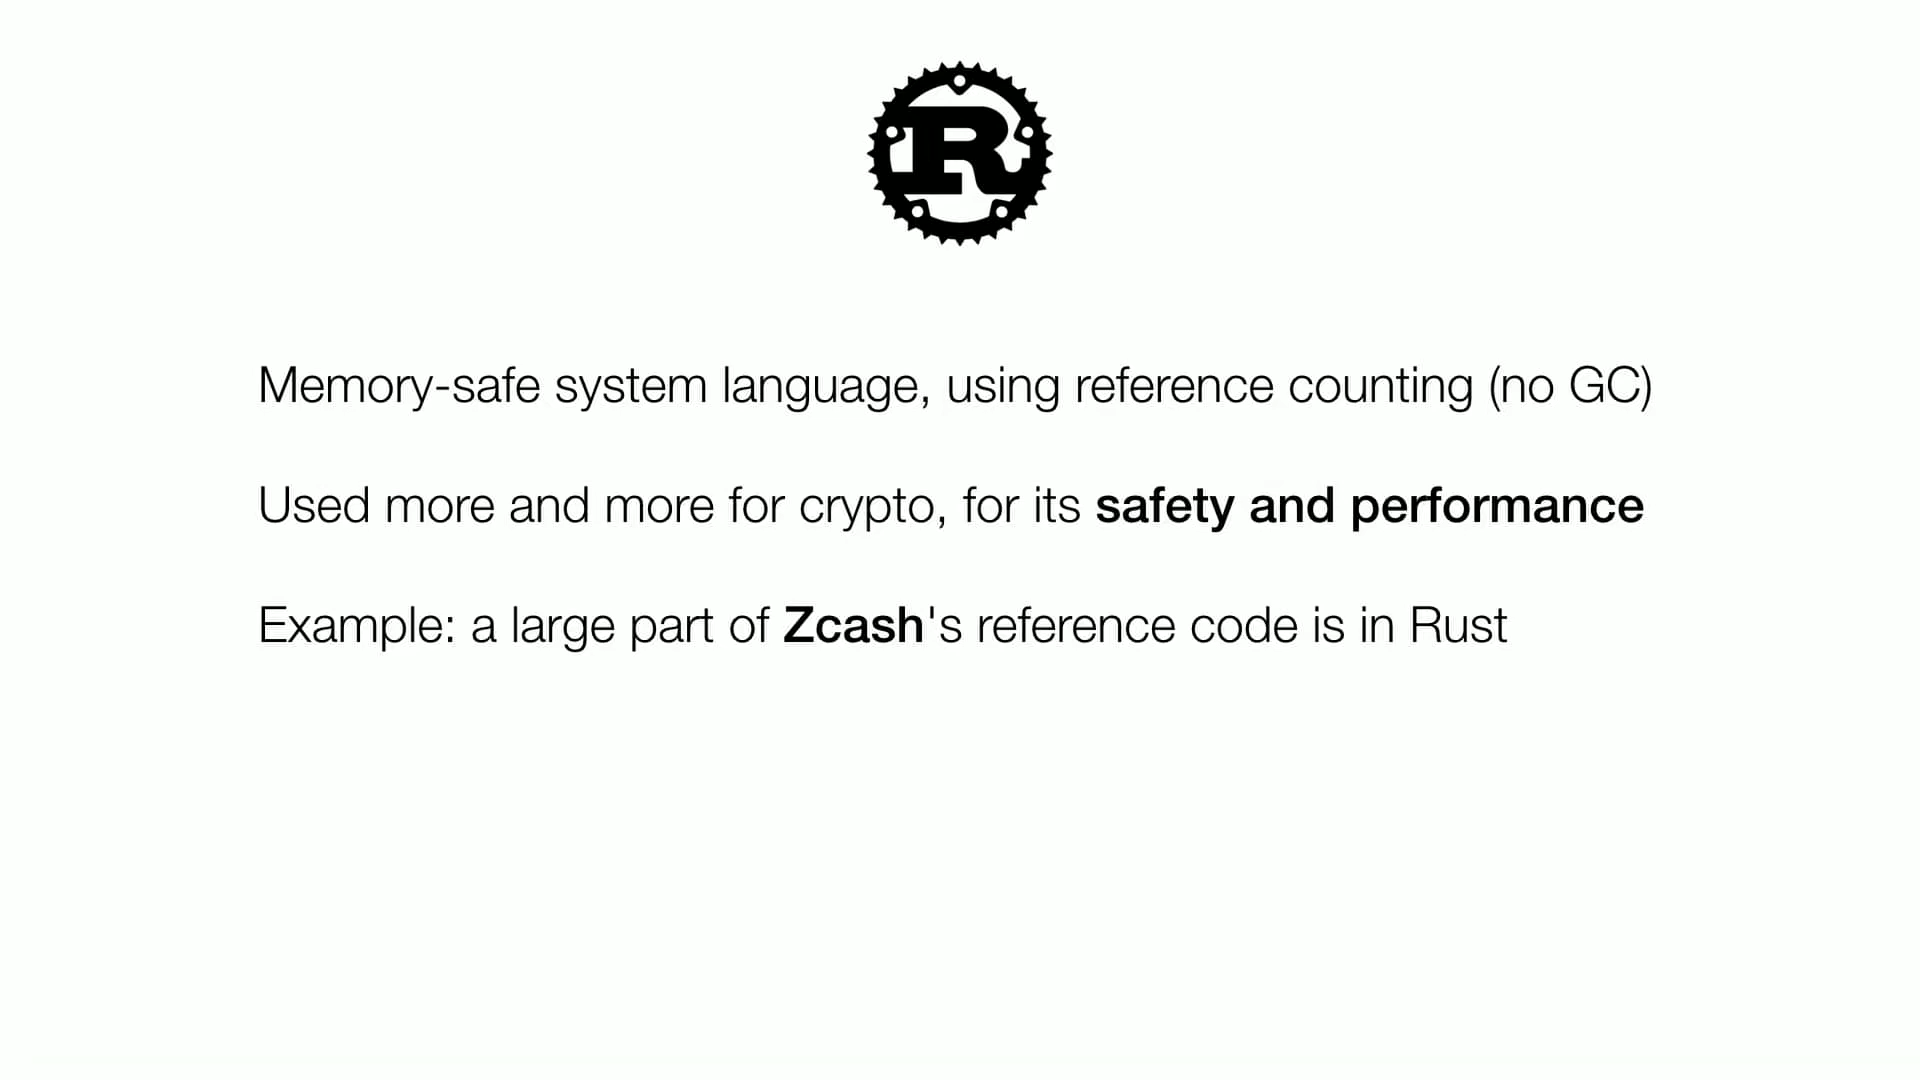 R
Memory-safe system language, using reference counting (no GC)
Used more and more for crypto, for its safety and performance
Example: a large part of Zcash's reference code is in Rust